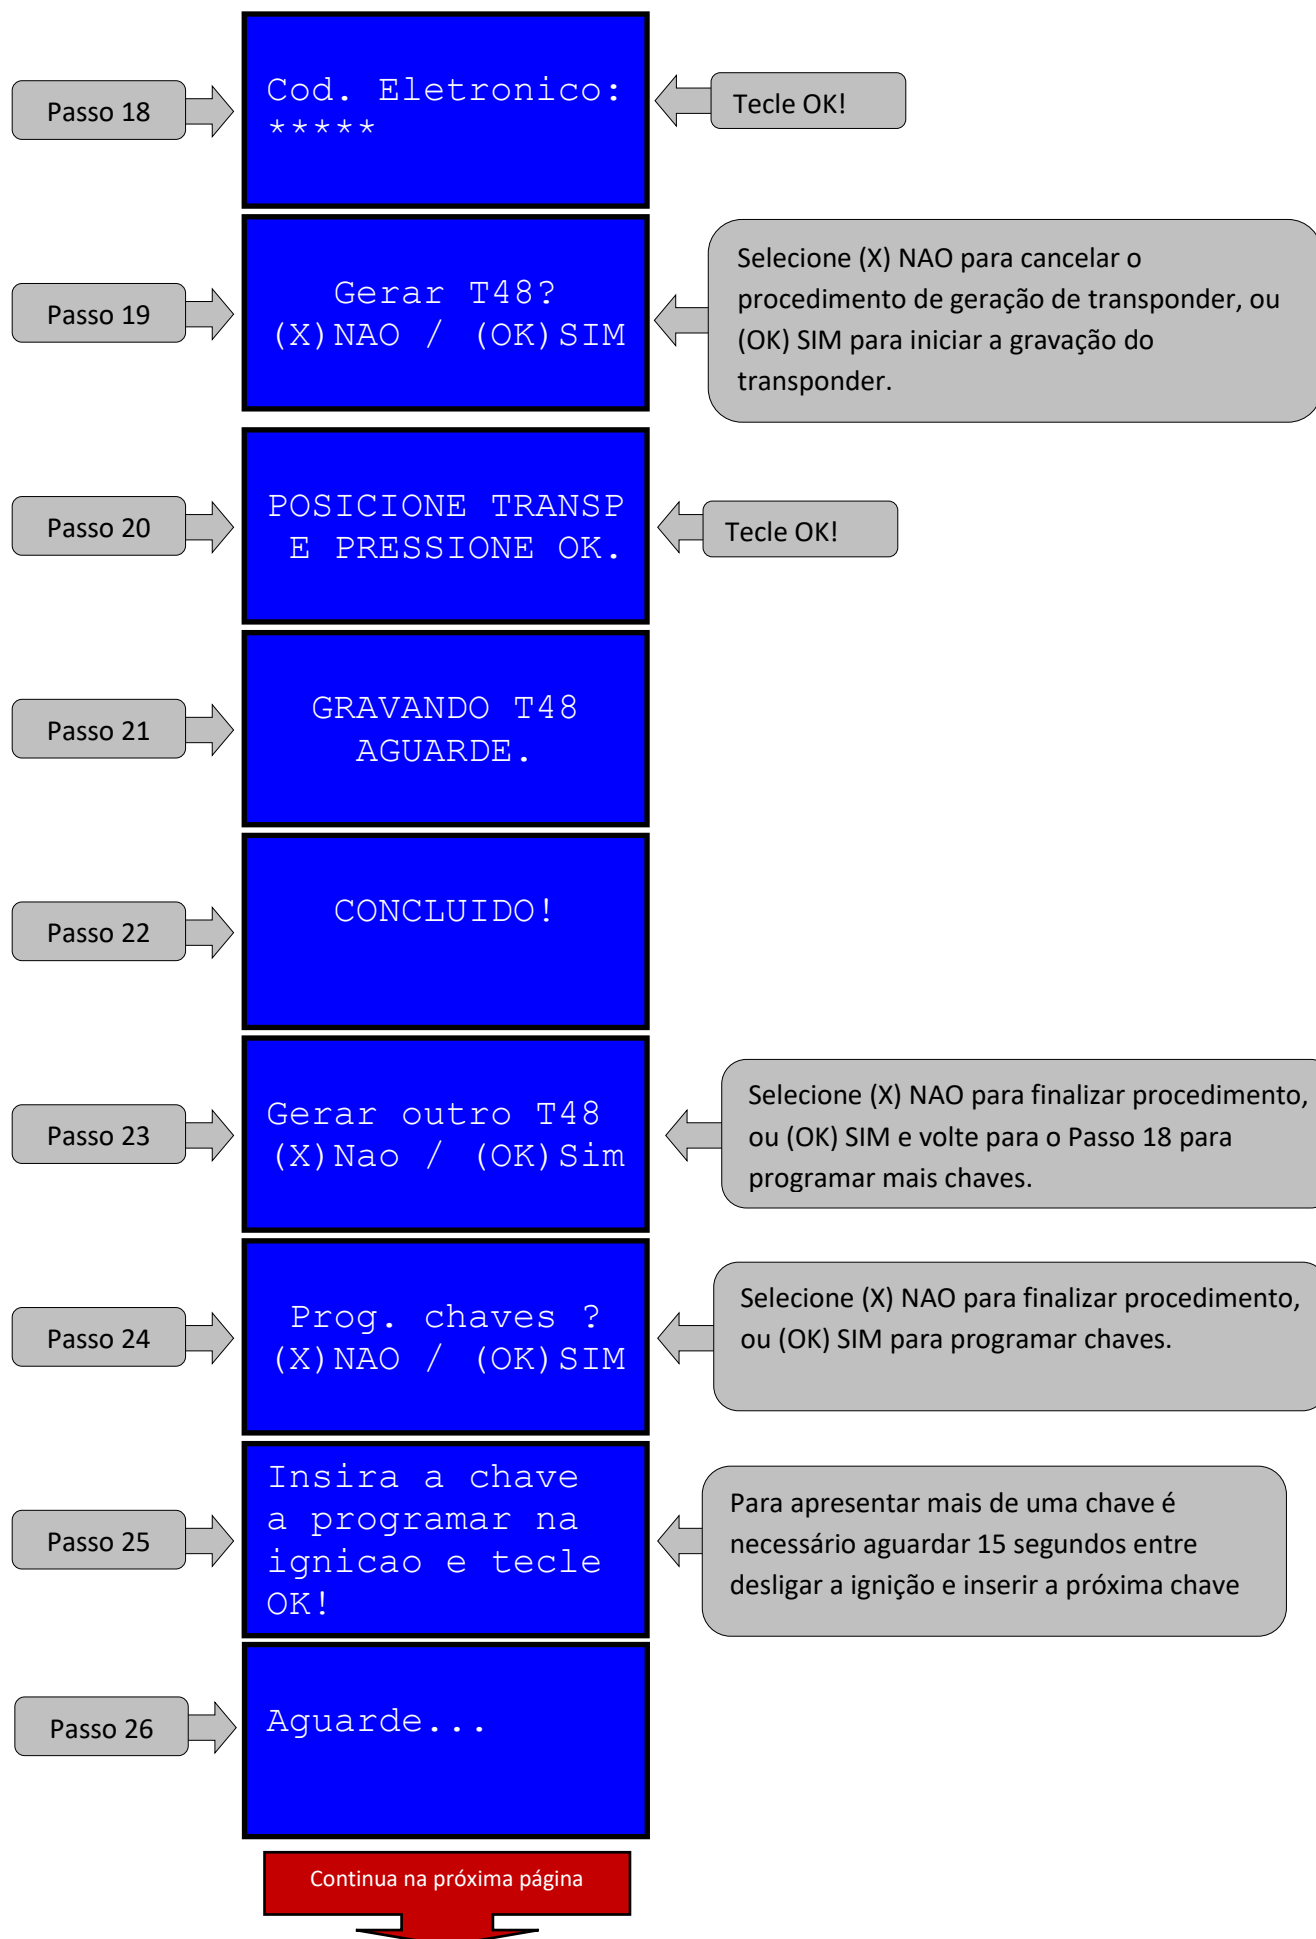 Passo 18
Cod. Eletronico:
*****
Tecle OK!
Passo 19
Gerar T48?
(X)NAO / (OK)SIM
Selecione (X) NAO para cancelar o
procedimento de geração de transponder, ou
(OK) SIM para iniciar a gravação do
transponder.
Passo 20
POSICIONE TRANSP
E PRESSIONE OK.
Tecle OK!
Passo 21
GRAVANDO T48
AGUARDE.
Passo 22
CONCLUIDO!
Passo 23
Gerar outro T48
(X)Nao / (OK)Sim
Selecione (X) NAO para finalizar procedimento,
ou (OK) SIM e volte para o Passo 18 para
programar mais chaves.
Passo 24
Prog. chaves ?
(X)NAO / (OK)SIM
Selecione (X) NAO para finalizar procedimento,
ou (OK) SIM para programar chaves.
Passo 25
Insira a chave
a programar na
ignicao e tecle
OK!
Para apresentar mais de uma chave é
necessário aguardar 15 segundos entre
desligar a ignição e inserir a próxima chave
Passo 26
Aguarde...
Continua na próxima página